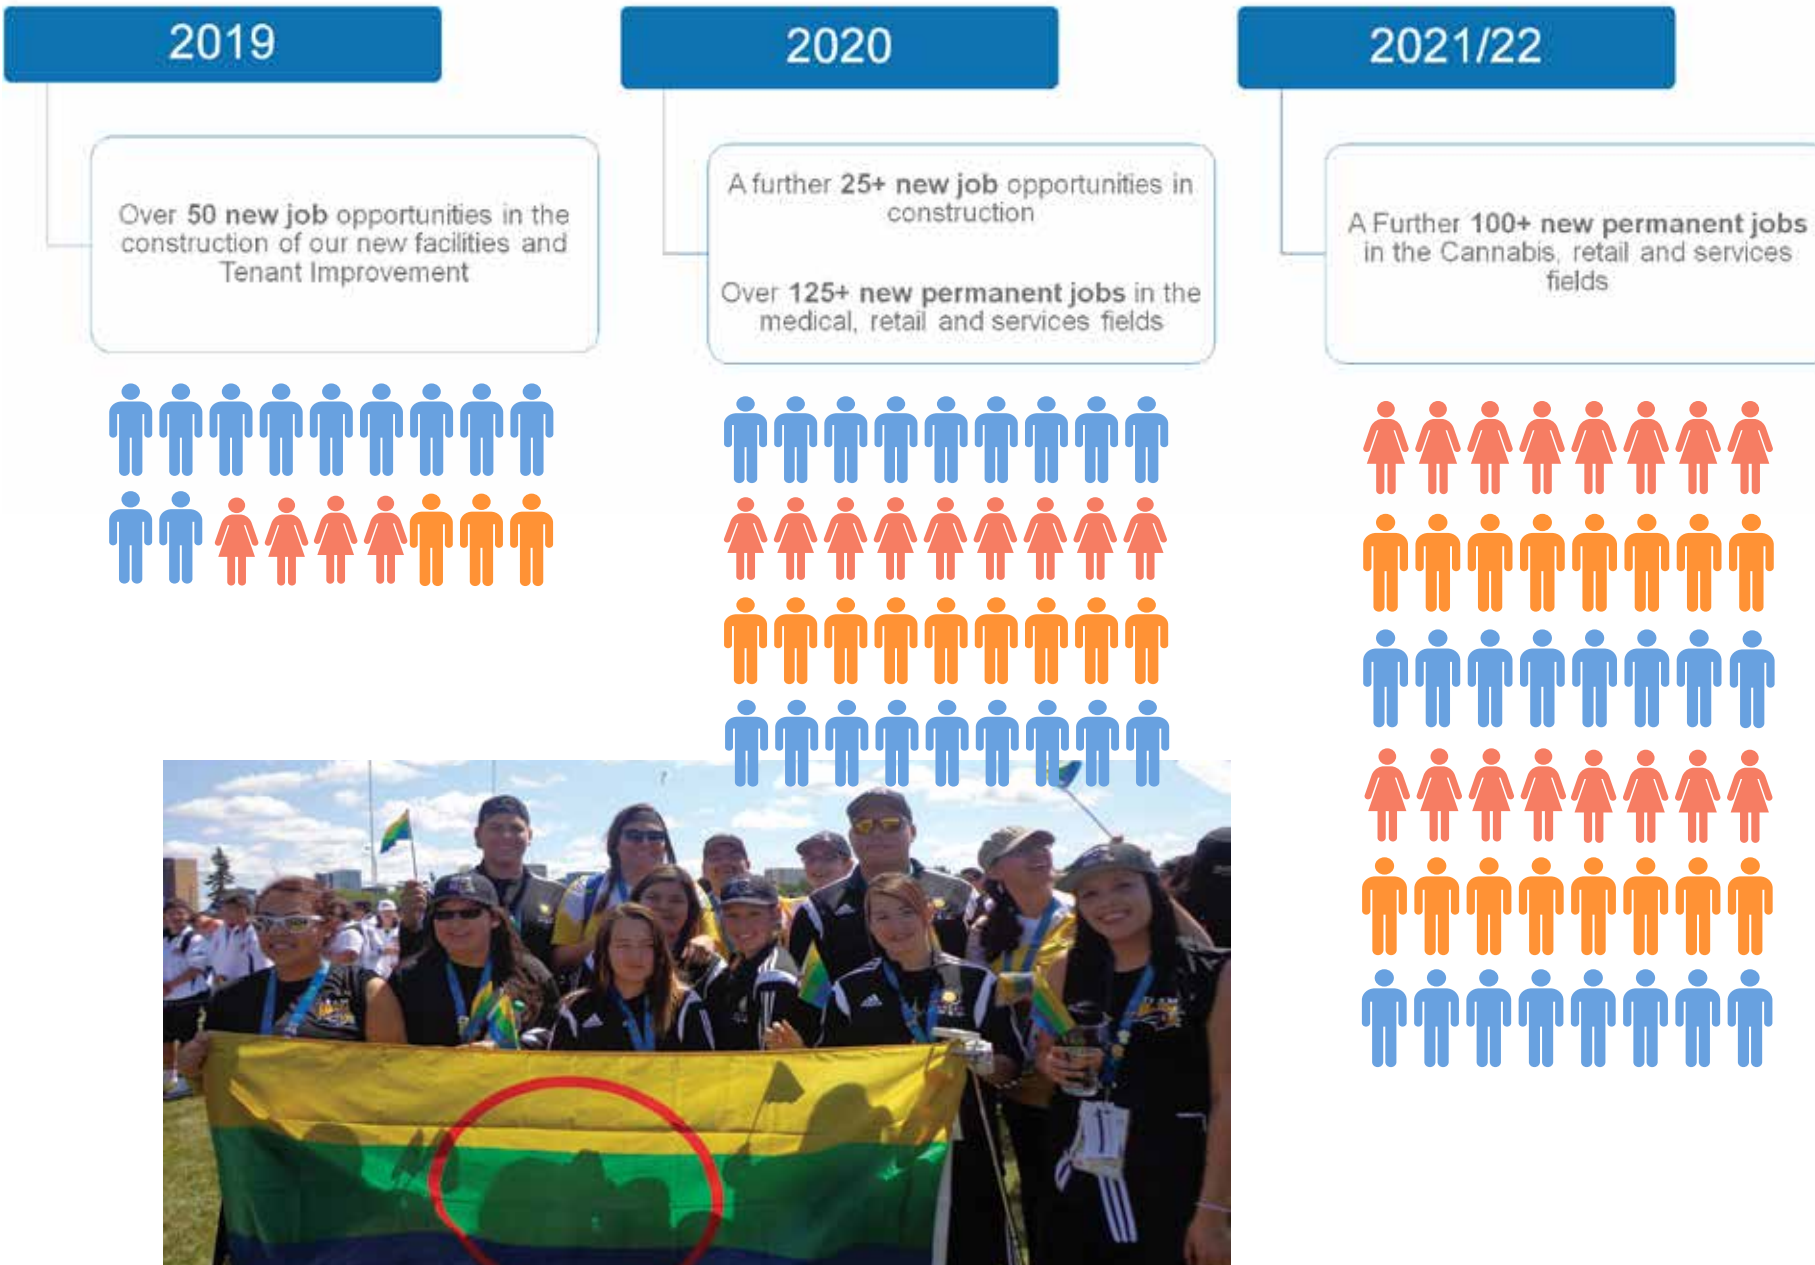 2019
Over 50 new job opportunities in the
construction of our new facilities and
Tenant Improvement
2020
A further 25+ new job opportunities in
construction
Over 125+ new permanent jobs in the
medical, retail and services fields
2021/22
A Further 100+ new permanent jobs
in the Cannabis, retail and services
fields
TEAM